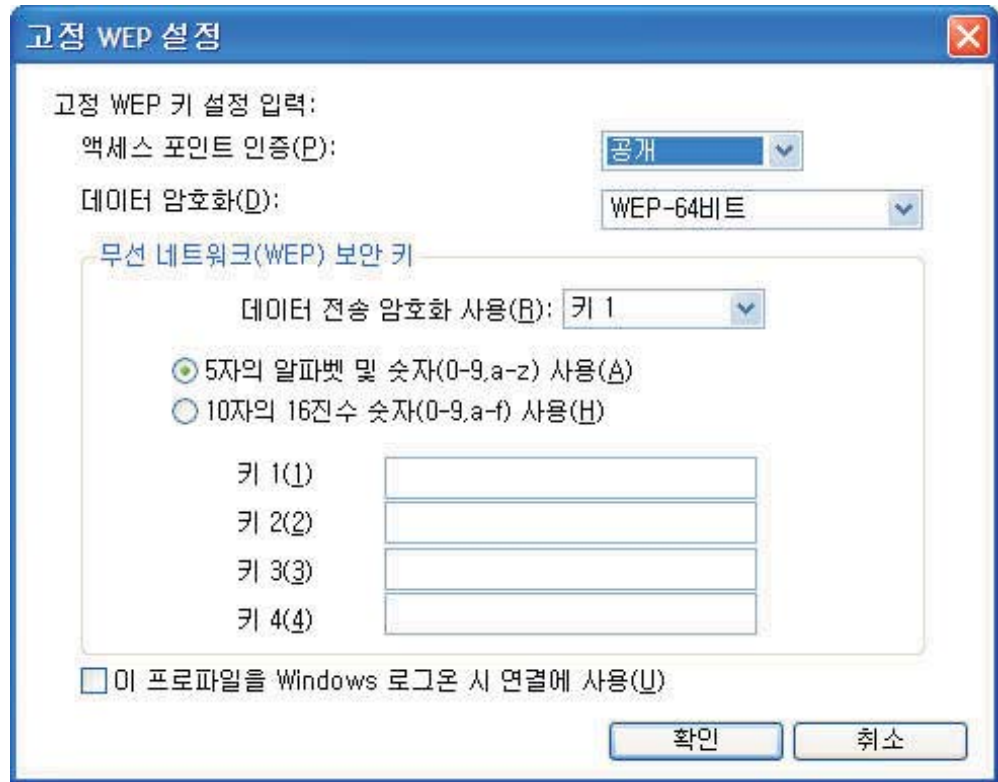 고정 WEP 설정
고정 WEP 키 설정 입력:
액세스 포인트 인증(P): 공개
데이터 암호화(D): WEP-64비트
무선 네트워크(WEP) 보안 키
데이터 전송 암호화 사용(R): 키 1
5자의 알파벳 및 숫자(0-9,a-z) 사용(A)
10자의 16진수 숫자(0-9,a-f) 사용(H)
키 1(1)
키 2(2)
키 3(3)
키 4(4)
이 프로파일을 Windows 로그온 시 연결에 사용(U)
확인 취소